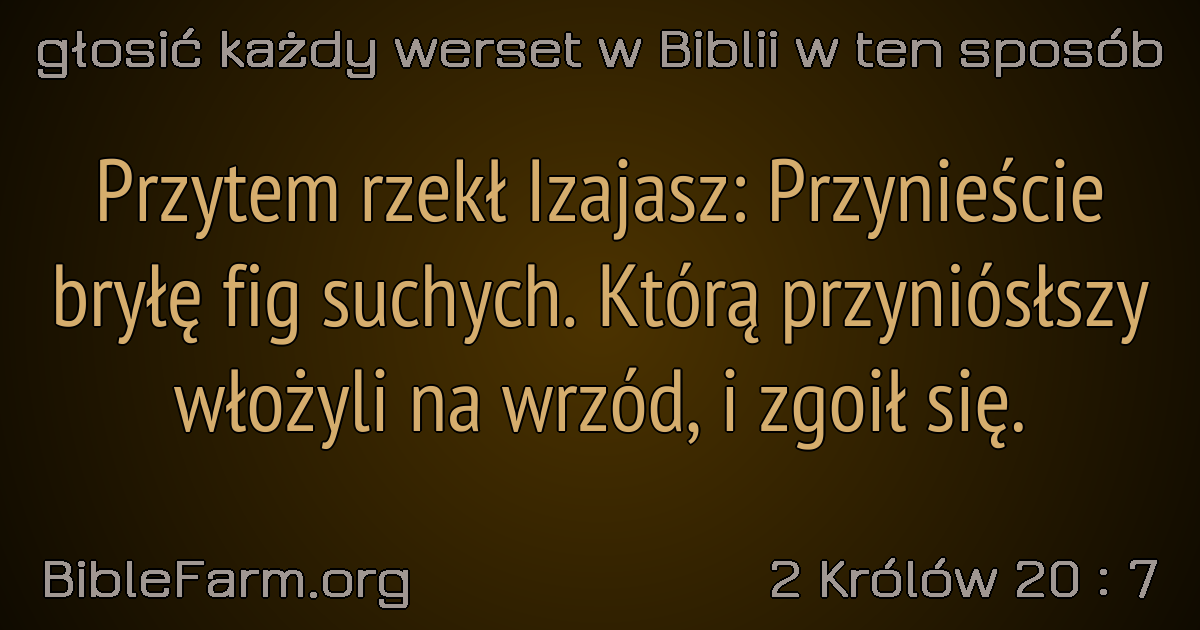 głosić każdy werset w Biblii w ten sposób
Przytem rzekł Izajasz: Przynieście
bryłę fig suchych. Którą przyniósłszy
włożyli na wrzód, i zgoił się.
BibleFarm.org
2 Królów 20 : 7